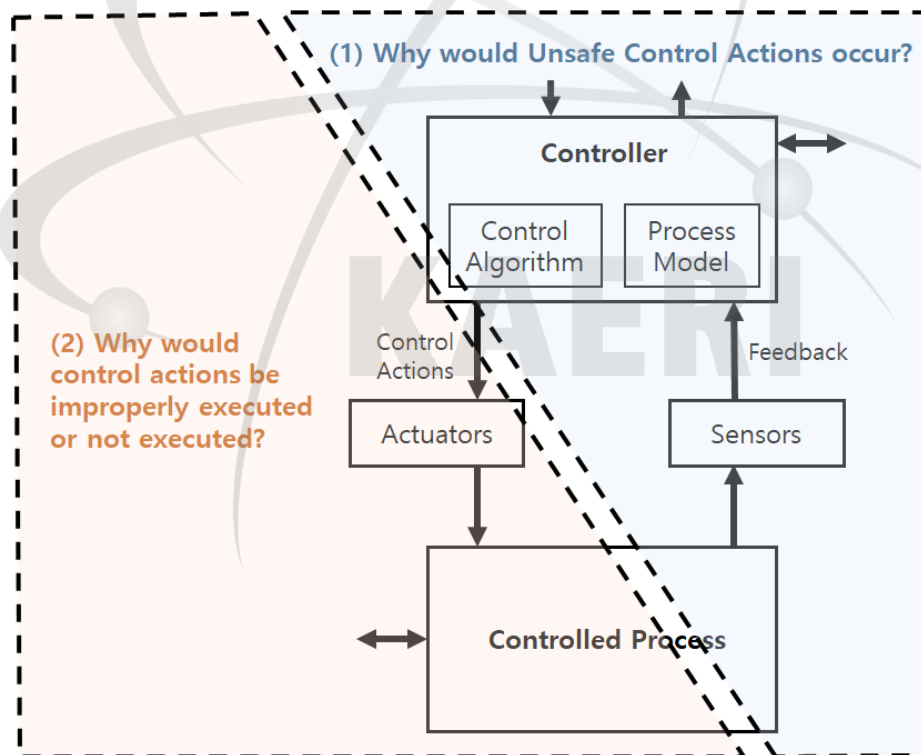 (1) Why would Unsafe Control Actions occur?
Controller
Control
Algorithm
Process
Model
KAERI
(2) Why would
control actions be
improperly executed
or not executed?
Control
Actions
Feedback
Actuators
Sensors
Controlled Process